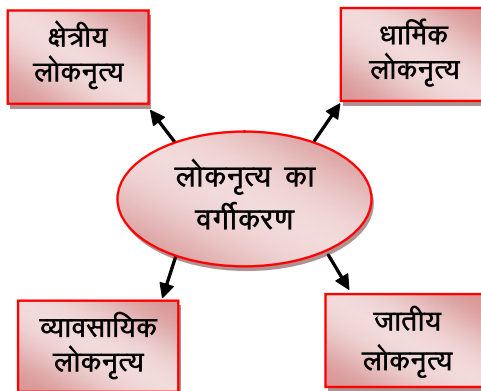 क्षेत्रीय
लोकनृत्य
धार्मिक
लोकनृत्य
लोकनृत्य का
वर्गीकरण
व्यावसायिक
लोकनृत्य
जातीय
लोकनृत्य